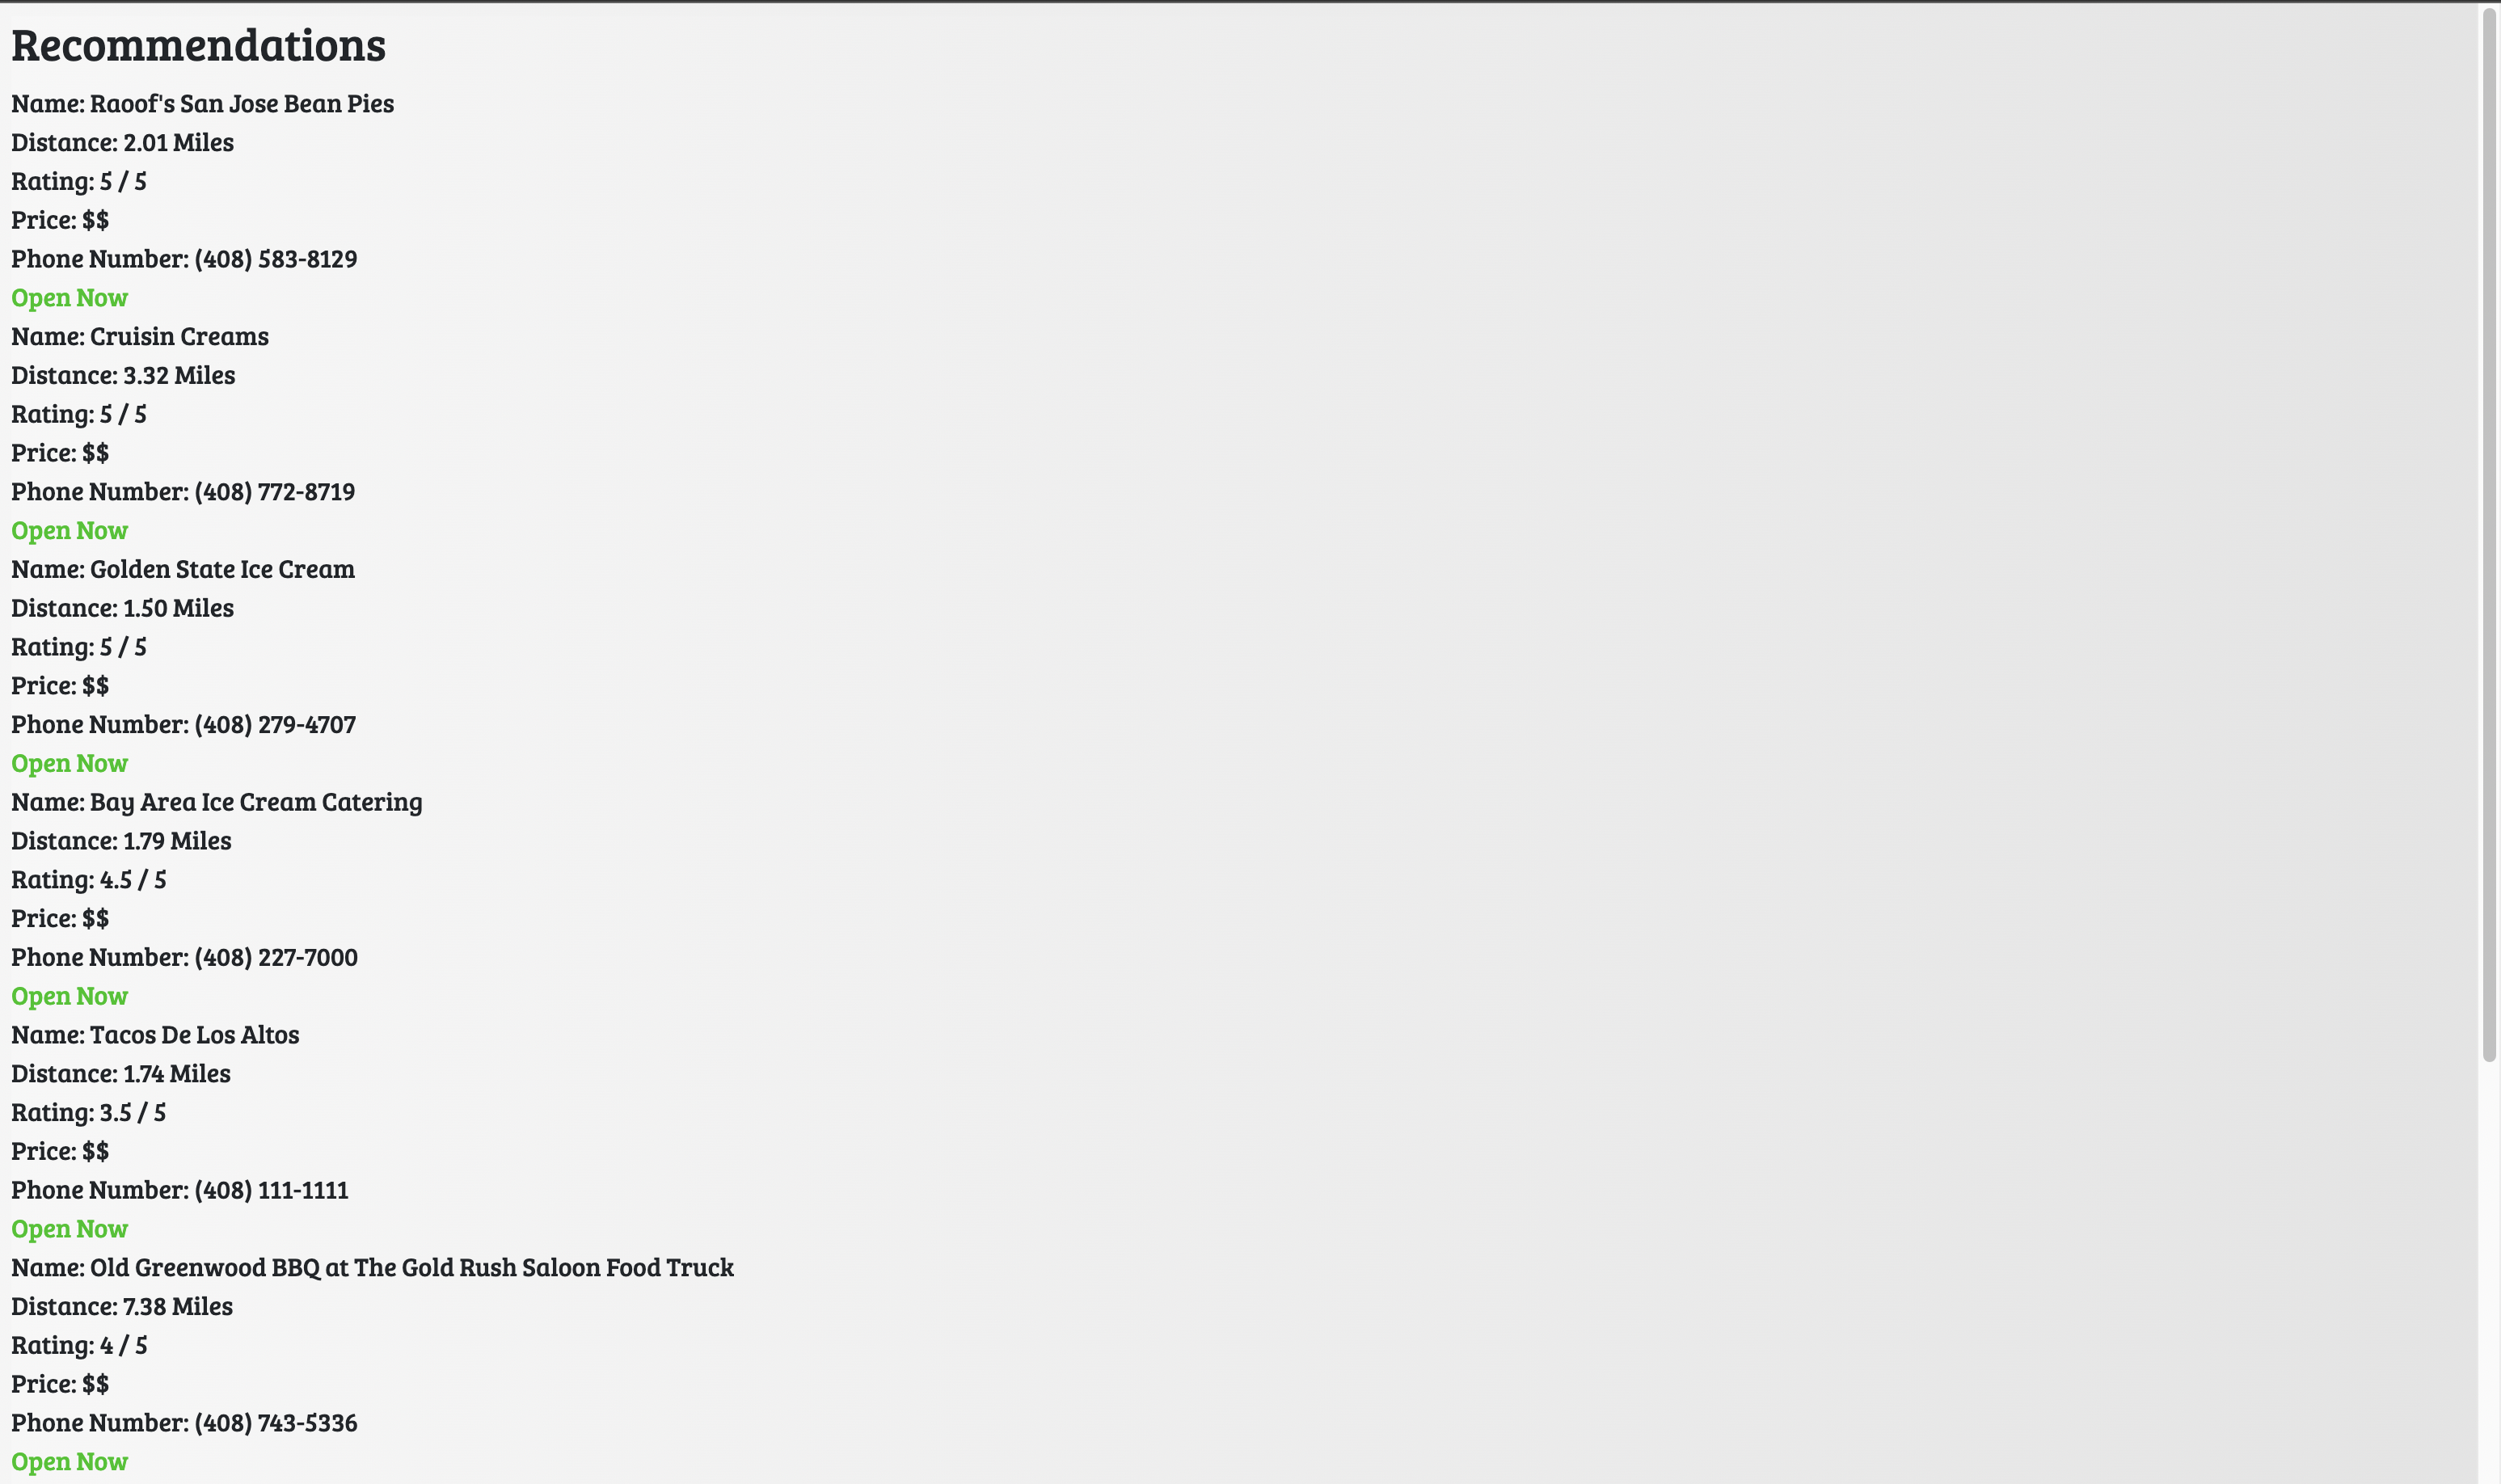 Recommendations
Name: Raoof's San Jose Bean Pies
Distance: 2.01 Miles
Rating: 5 / 5
Price: $$
Phone Number: (408) 583-8129
Open Now
Name: Cruisin Creams
Distance: 3.32 Miles
Rating: 5 / 5
Price: $$
Phone Number: (408) 772-8719
Open Now
Name: Golden State Ice Cream
Distance: 1.50 Miles
Rating: 5 / 5
Price: $$
Phone Number: (408) 279-4707
Open Now
Name: Bay Area Ice Cream Catering
Distance: 1.79 Miles
Rating: 4.5 / 5
Price: $$
Phone Number: (408) 227-7000
Open Now
Name: Tacos De Los Altos
Distance: 1.74 Miles
Rating: 3.5 / 5
Price: $$
Phone Number: (408) 111-1111
Open Now
Name: Old Greenwood BBQ at The Gold Rush Saloon Food Truck
Distance: 7.38 Miles
Rating: 4 / 5
Price: $$
Phone Number: (408) 743-5336
Open Now